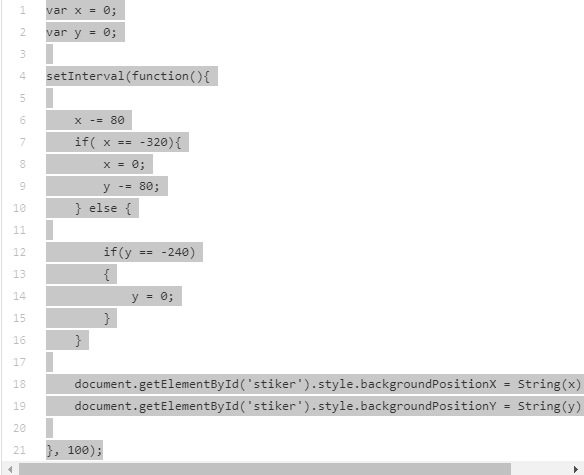 1 var x = 0;
2 var y = 0;
3
4 setInterval(function(){
5
6     x -= 80
7     if( x == -320){
8         x = 0;
9         y -= 80;
10     } else {
11
12         if(y == -240)
13         {
14             y = 0;
15         }
16     }
17
18     document.getElementById('stiker').style.backgroundPositionX = String(x)
19     document.getElementById('stiker').style.backgroundPositionY = String(y)
20
21 }, 100);